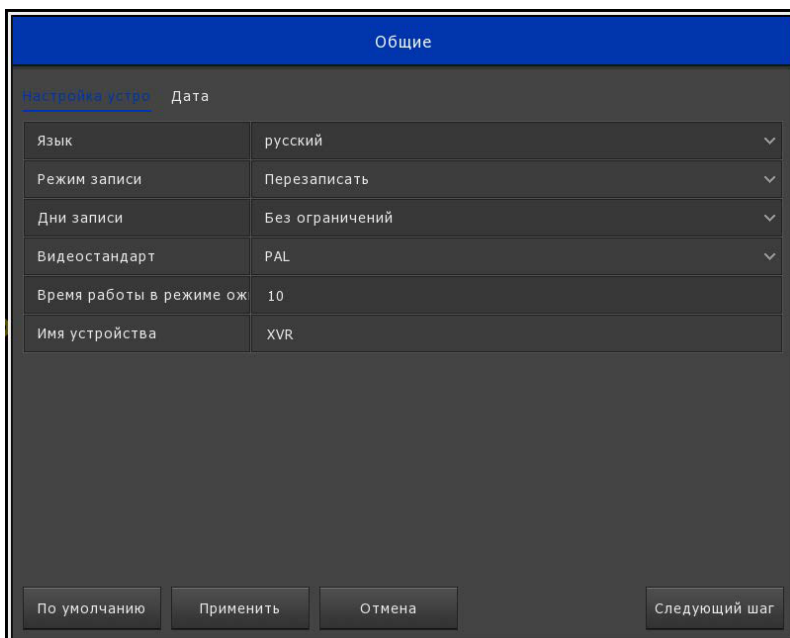 Общие
Настройка устро Дата
Язык русский
Режим записи Перезаписать
Дни записи Без ограничений
Видеостандарт PAL
Время работы в режиме ож 10
Имя устройства XVR
По умолчанию Применить Отмена Следующий шаг